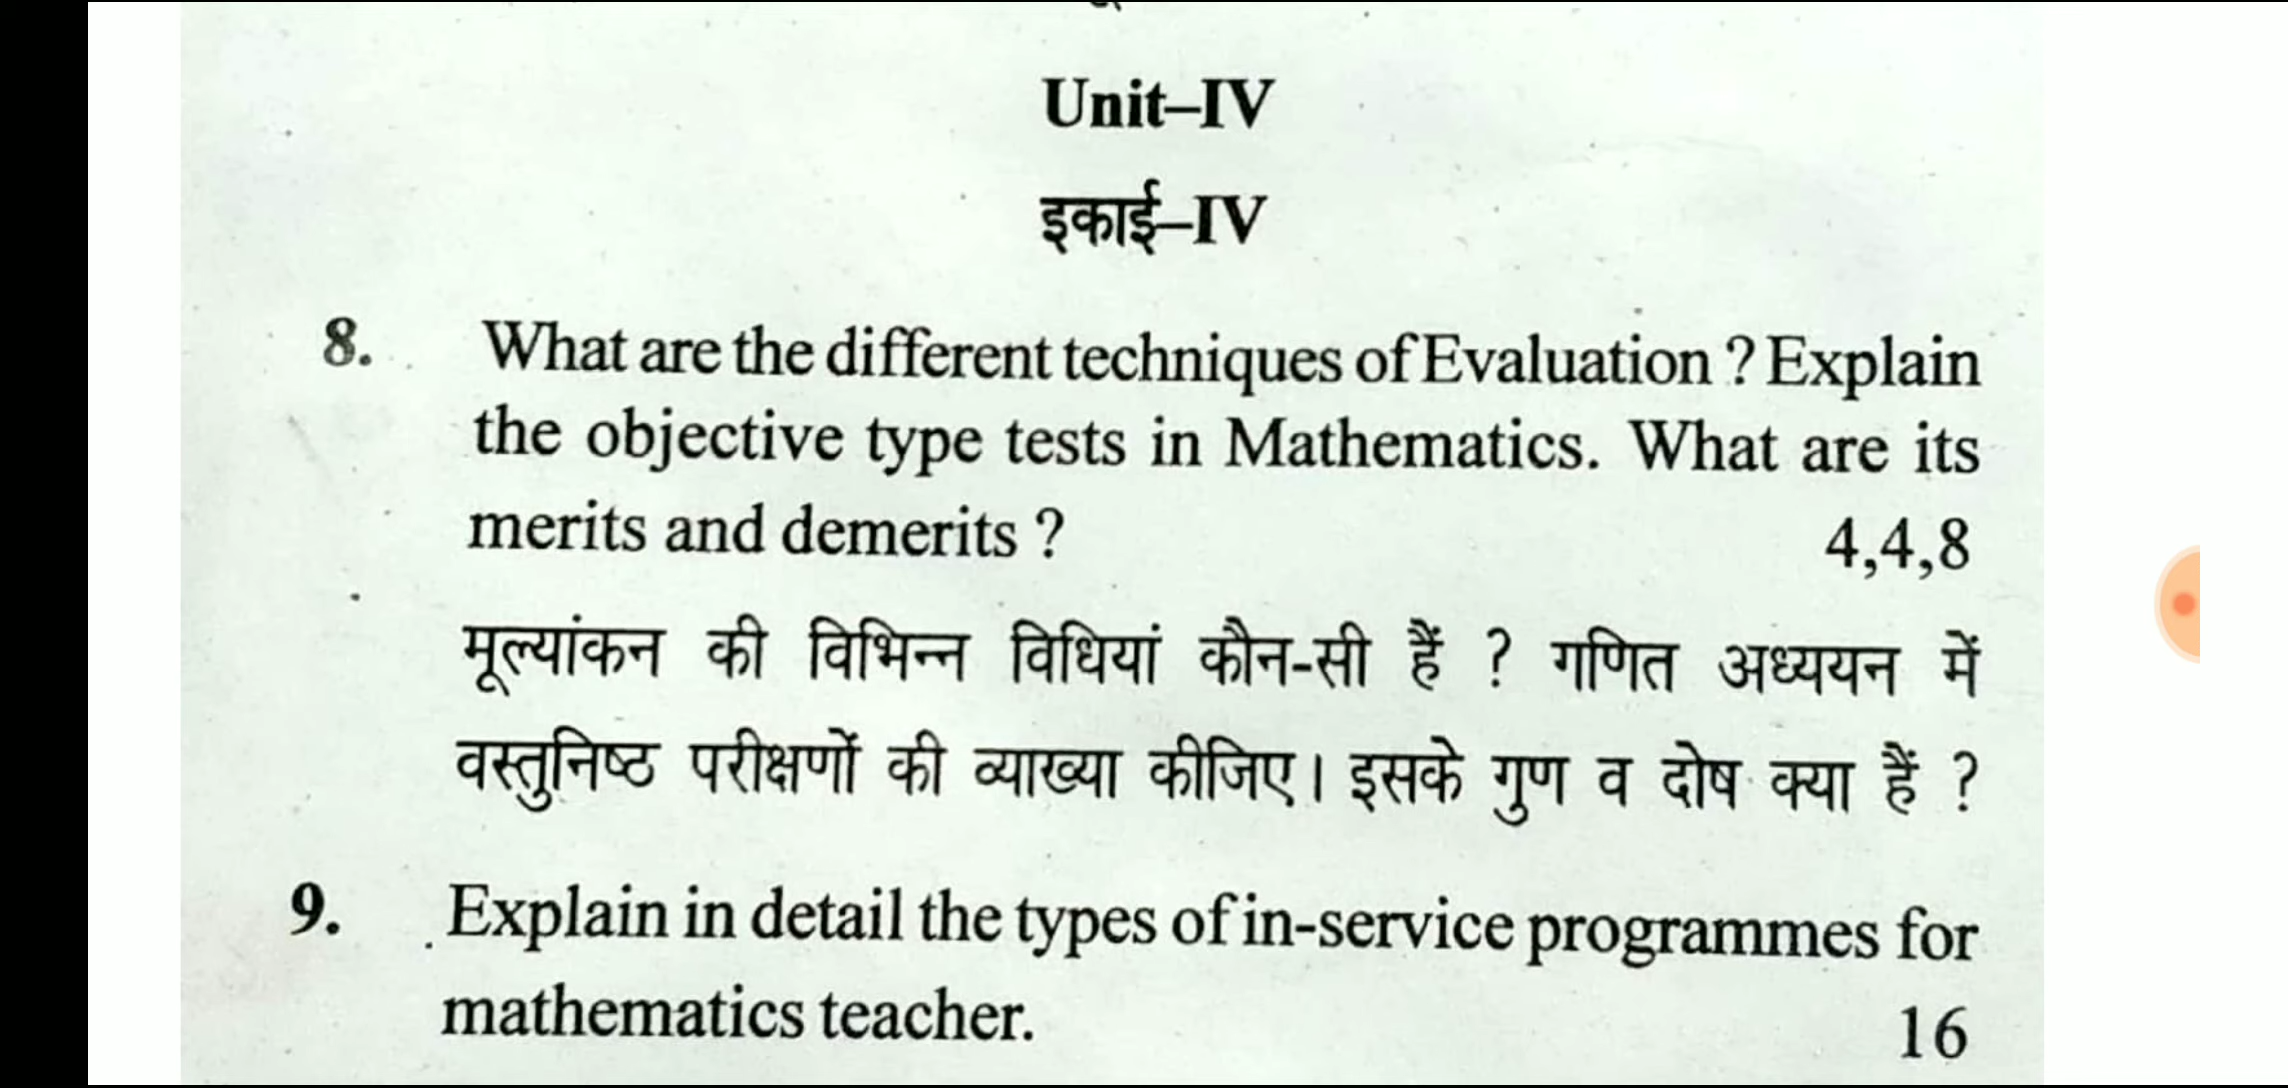 Unit–IV
इकाई–IV
8. What are the different techniques of Evaluation ? Explain
the objective type tests in Mathematics. What are its
merits and demerits ? 4,4,8
मूल्यांकन की विभिन्न विधियां कौन-सी हैं ? गणित अध्ययन में
वस्तुनिष्ठ परीक्षणों की व्याख्या कीजिए। इसके गुण व दोष क्या हैं ?
9. Explain in detail the types of in-service programmes for
mathematics teacher. 16